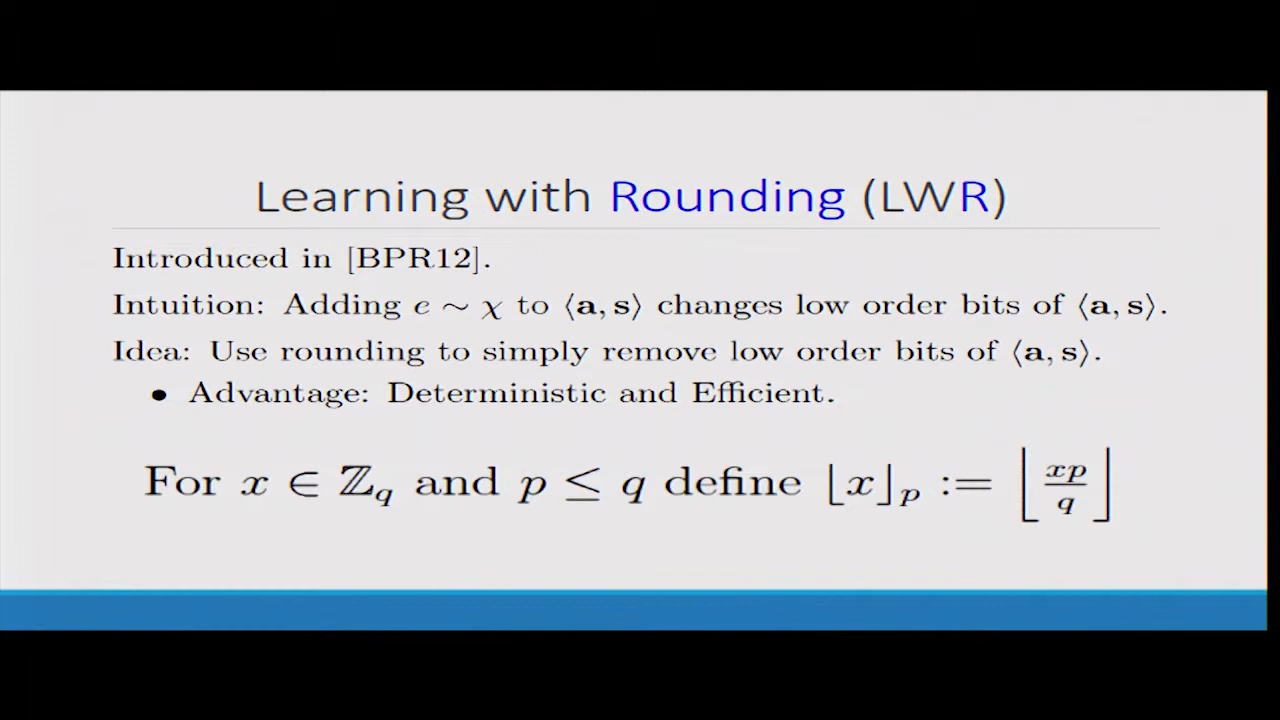 Learning with Rounding (LWR)
Introduced in [BPR12].
Intuition: Adding e ∼ χ to ⟨a, s⟩ changes low order bits of ⟨a, s⟩.
Idea: Use rounding to simply remove low order bits of ⟨a, s⟩.
• Advantage: Deterministic and Efficient.
For x ∈ ℤ_q and p ≤ q define ⌊x⌋_p := ⌊xp/q⌋